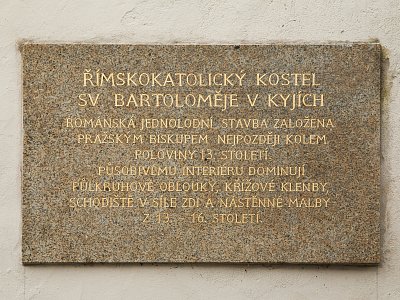 ŘÍMSKOKATOLICKÝ KOSTEL
SV. BARTOLOMĚJE V KYJÍCH
ROMÁNSKÁ JEDNOLODNÍ STAVBA ZALOŽENA
PRAŽSKÝM BISKUPEM NEJPOZDĚJI KOLEM
POLOVINY 13. STOLETÍ.
PŮSOBIVÉMU INTERIÉRU DOMINUJÍ
PŮLKRUHOVÉ OBLOUKY, KŘÍŽOVÉ KLENBY,
SCHODIŠTĚ V SÍLE ZDI A NÁSTĚNNÉ MALBY
Z 13. - 16. STOLETÍ.